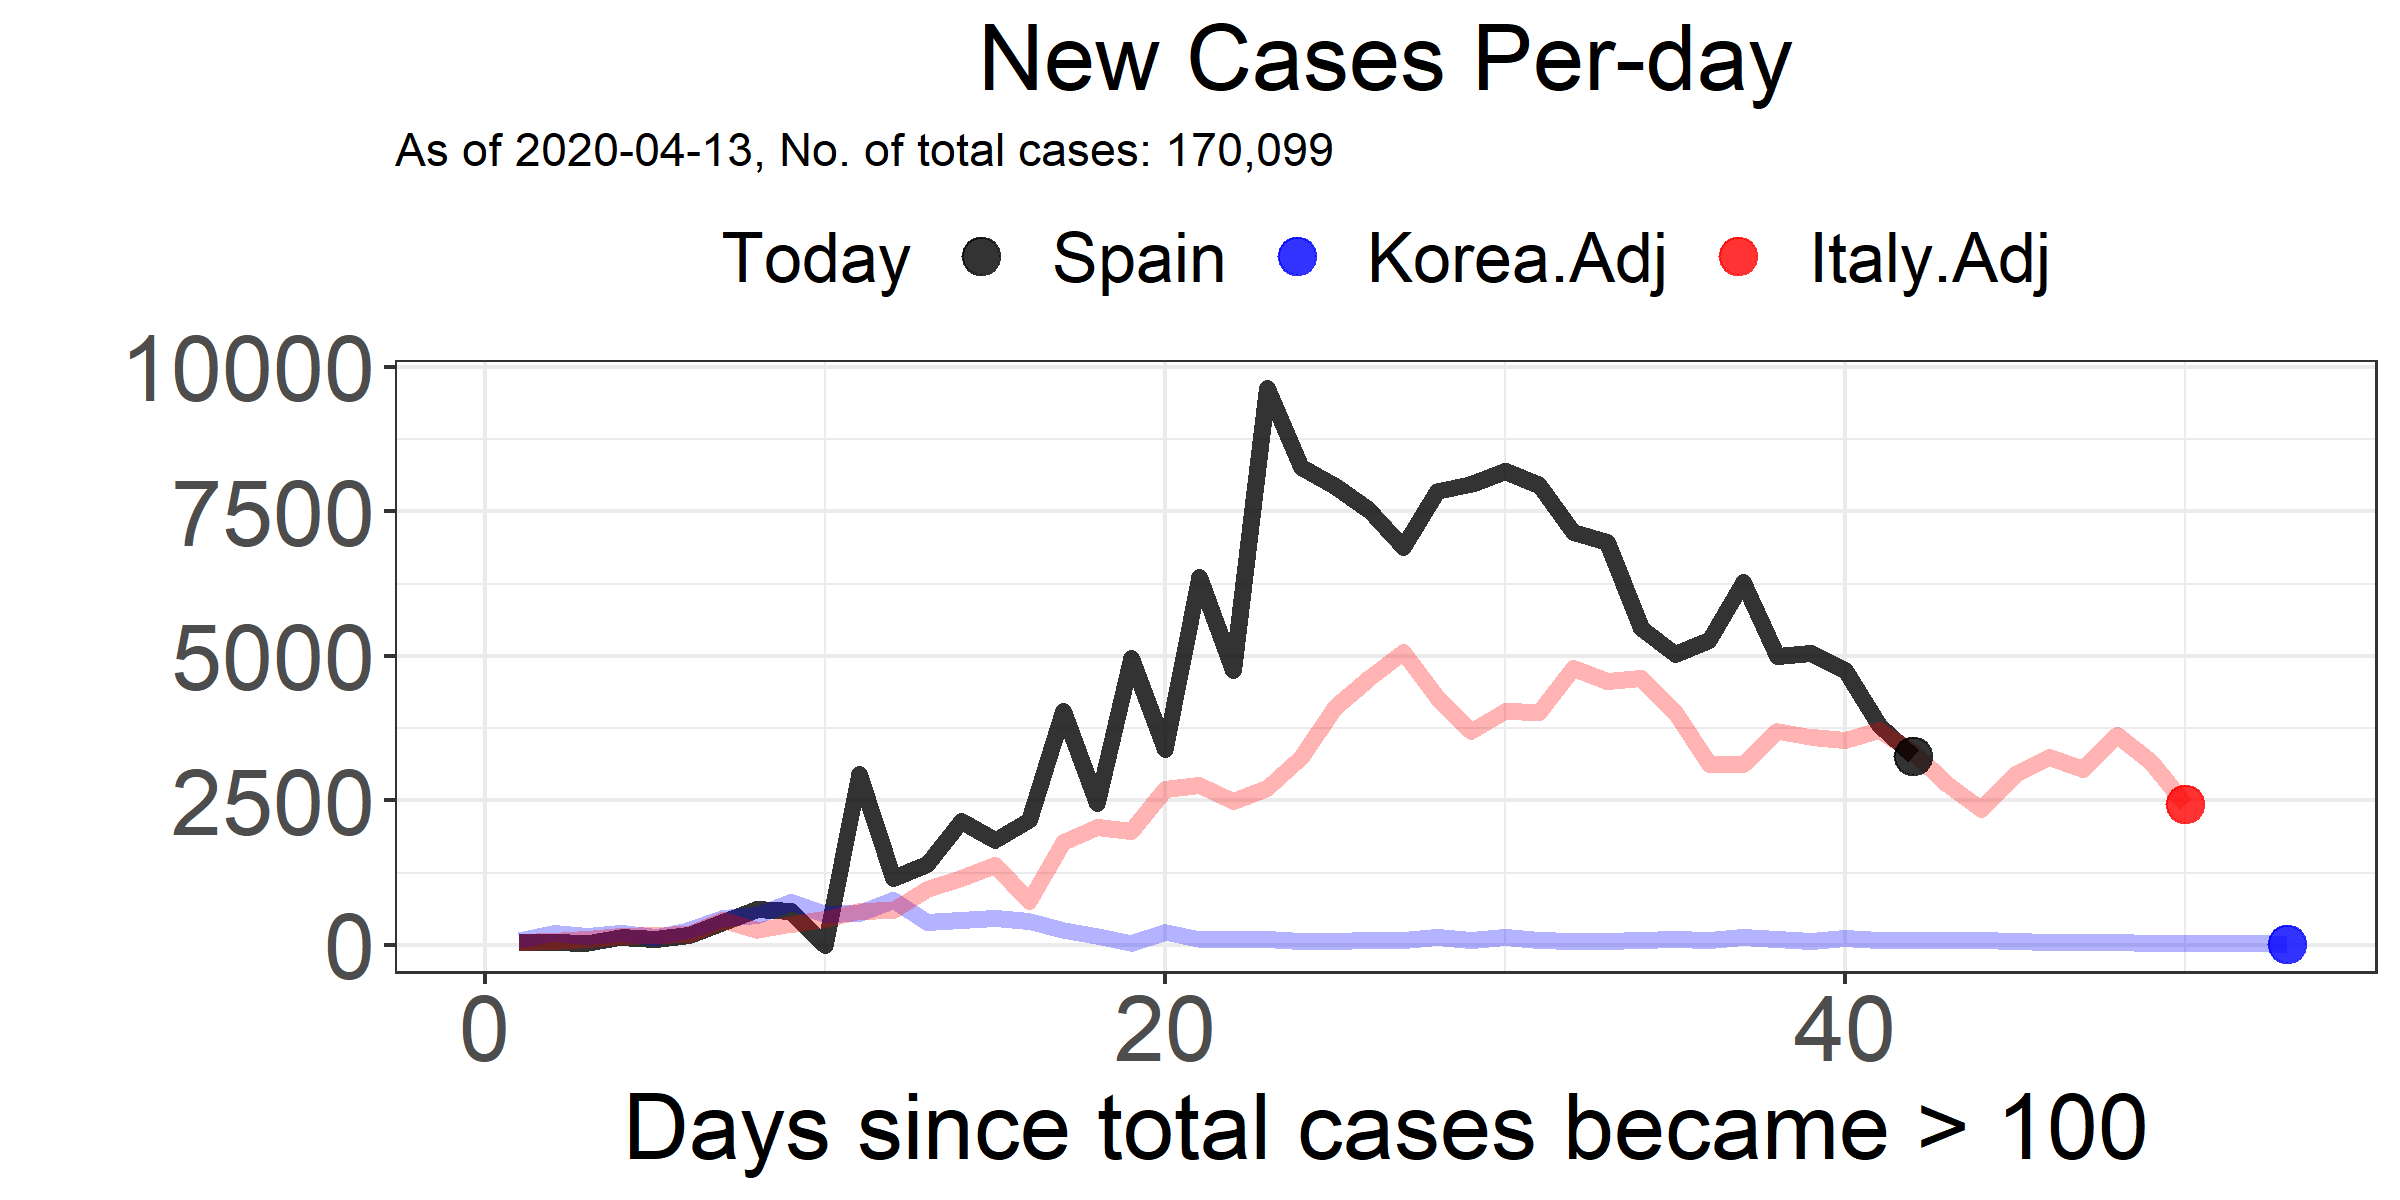 New Cases Per-day
As of 2020-04-13, No. of total cases: 170,099
Today Spain Korea.Adj Italy.Adj
10000
7500
5000
2500
0
0 20 40
Days since total cases became > 100